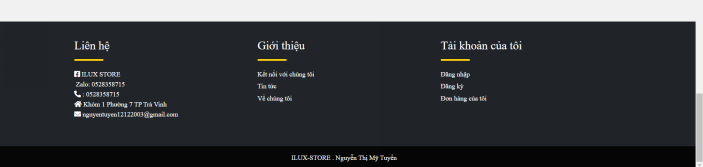 Liên hệ
ILUX STORE
Zalo: 0528358715
: 0528358715
Khóm 1 Phường 7 TP Trà Vinh
nguyentuyen12122003@gmail.com
Giới thiệu
Kết nối với chúng tôi
Tin tức
Về chúng tôi
Tài khoản của tôi
Đăng nhập
Đăng ký
Đơn hàng của tôi
ILUX-STORE . Nguyễn Thị Mỹ Tuyền